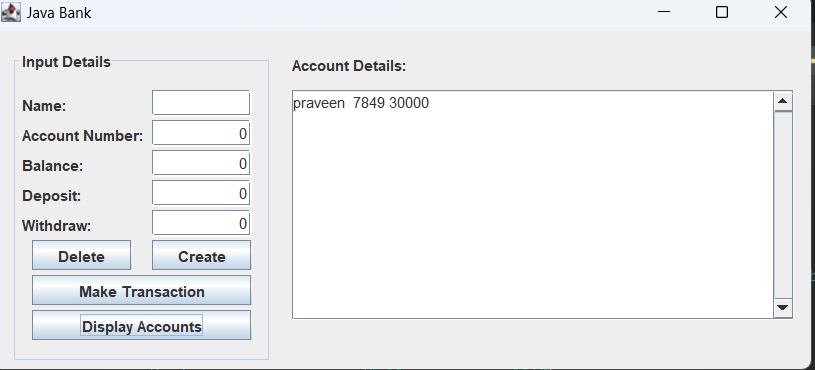 Java Bank
Input Details
Name:
Account Number: 0
Balance: 0
Deposit: 0
Withdraw: 0
Delete Create
Make Transaction
Display Accounts
Account Details:
praveen  7849 30000